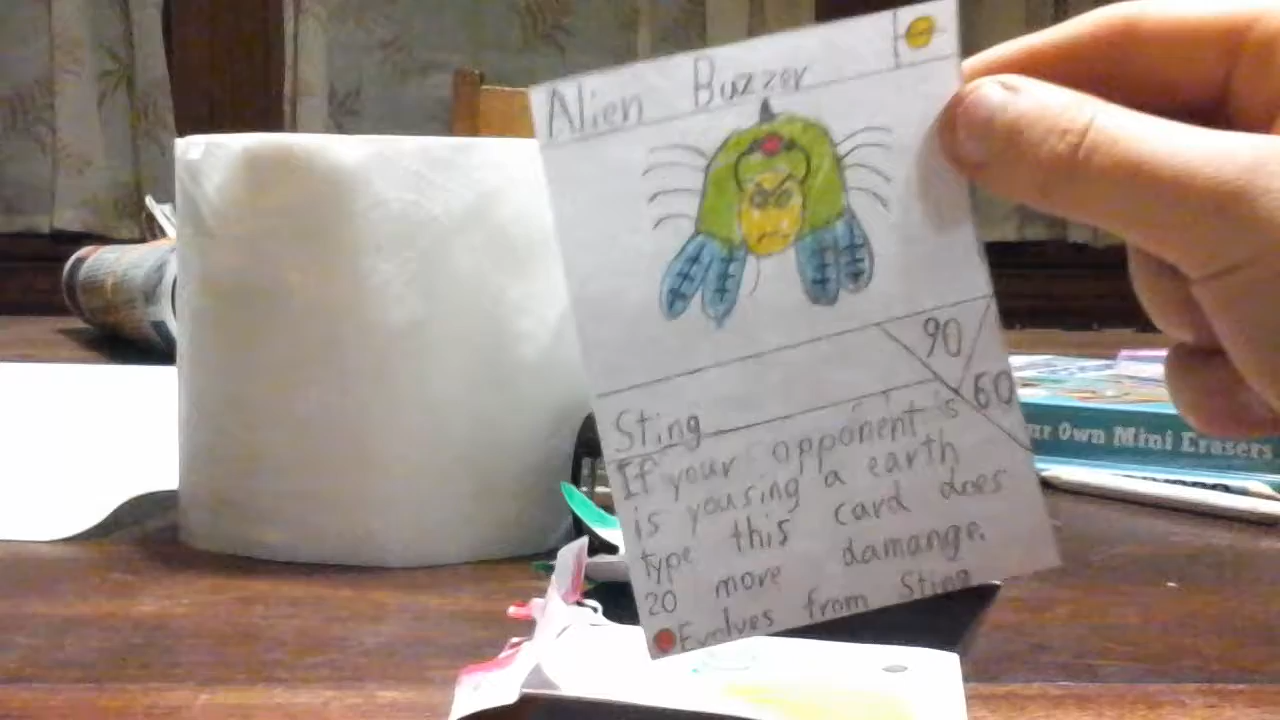 Alien Buzzer
90
60
Sting
If your opponent is
is yousing a earth
type this card does
20 more damange.
Evolves from Sting
ur Own Mini Erasers